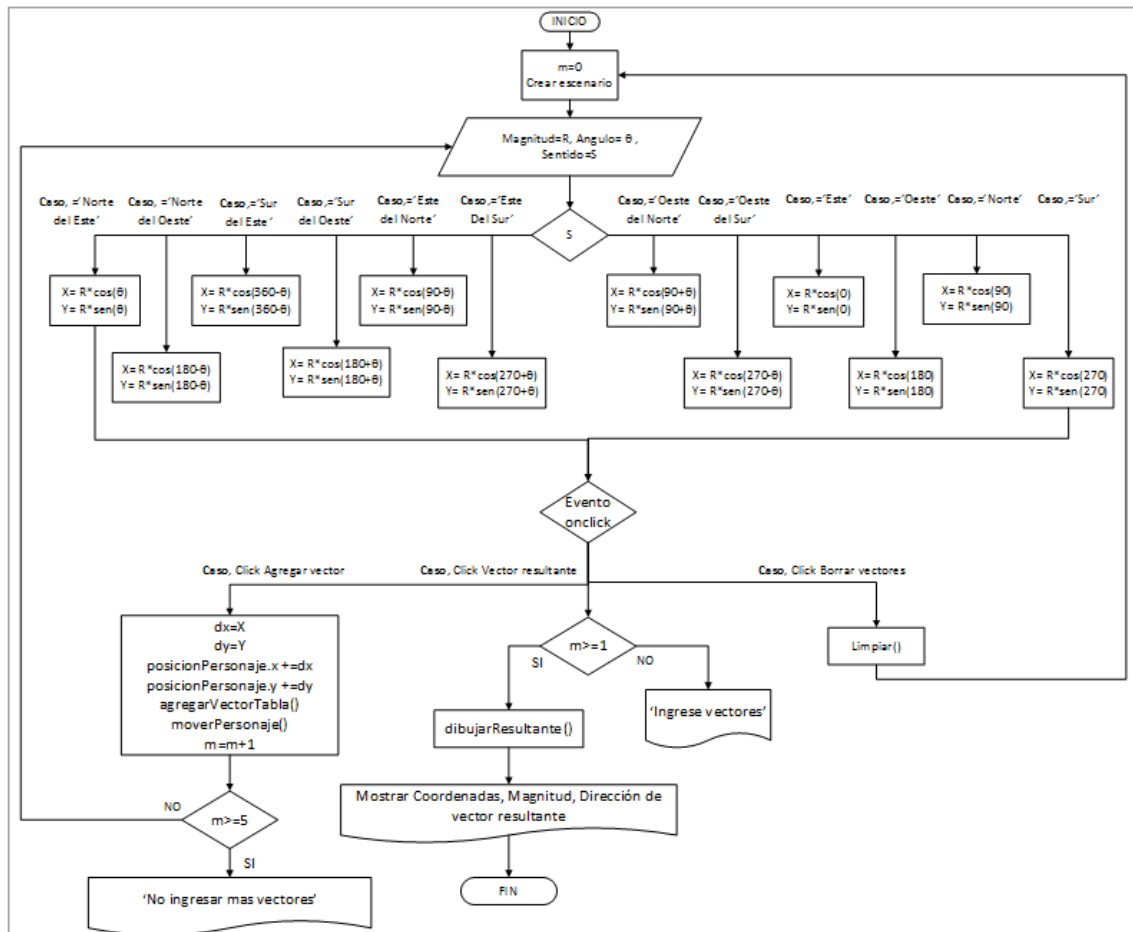 INICIO
m=0
Crear escenario
Magnitud=R, Angulo= θ ,
Sentido=S
Caso, ='Norte
del Este'
Caso, ='Norte
del Oeste'
Caso,='Sur
del Este'
Caso,='Sur
del Oeste'
Caso,='Este
del Norte'
Caso,='Este
Del Sur'
S
Caso,='Oeste
del Norte'
Caso,='Oeste
del Sur'
Caso,='Este'
Caso,='Oeste'
Caso,='Norte'
Caso,='Sur'
X= R*cos(θ)
Y= R*sen(θ)
X= R*cos(360-θ)
Y= R*sen(360-θ)
X= R*cos(90-θ)
Y= R*sen(90-θ)
X= R*cos(90+θ)
Y= R*sen(90+θ)
X= R*cos(0)
Y= R*sen(0)
X= R*cos(90)
Y= R*sen(90)
X= R*cos(180-θ)
Y= R*sen(180-θ)
X= R*cos(180+θ)
Y= R*sen(180+θ)
X= R*cos(270+θ)
Y= R*sen(270+θ)
X= R*cos(270-θ)
Y= R*sen(270-θ)
X= R*cos(180)
Y= R*sen(180)
X= R*cos(270)
Y= R*sen(270)
Evento
onclick
Caso, Click Agregar vector
Caso, Click Vector resultante
Caso, Click Borrar vectores
dx=X
dy=Y
posicionPersonaje.x +=dx
posicionPersonaje.y +=dy
agregarVectorTabla()
moverPersonaje()
m=m+1
m>=1
SI
NO
Limpiar()
'Ingrese vectores'
dibujarResultante()
Mostrar Coordenadas, Magnitud, Dirección de
vector resultante
NO
m>=5
SI
'No ingresar mas vectores'
FIN